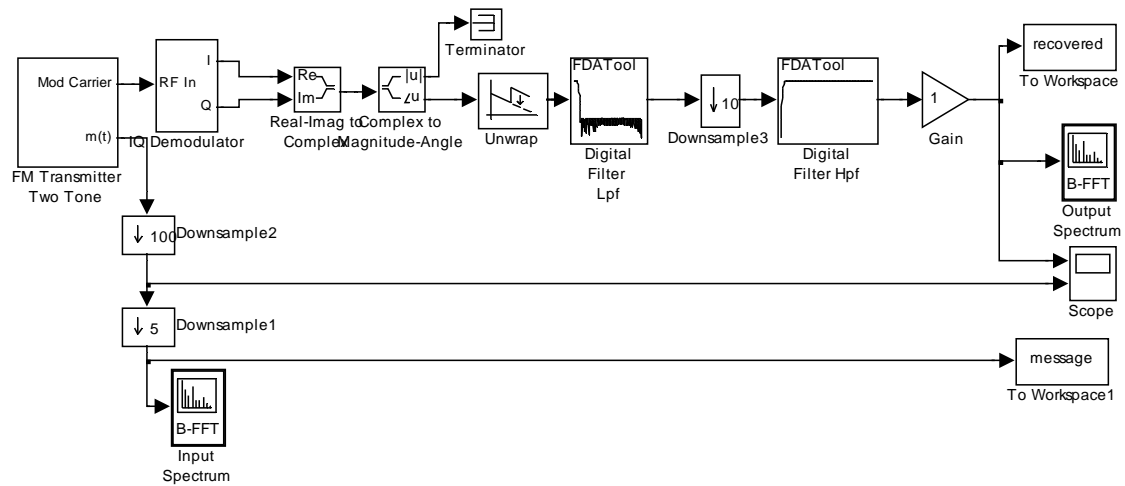 Mod Carrier
m(t)
FM Transmitter
Two Tone
RF In
I
Q
IQ Demodulator
Re
Im
Real-Imag to
Complex
|u|
∠u
Complex to
Magnitude-Angle
Terminator
Unwrap
FDATool
Digital
Filter
Lpf
10
Downsample3
FDATool
Digital
Filter Hpf
1
Gain
recovered
To Workspace
B-FFT
Output
Spectrum
Scope
100
Downsample2
5
Downsample1
message
To Workspace1
B-FFT
Input
Spectrum